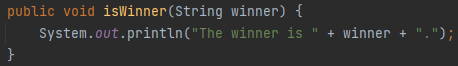 public void isWinner(String winner) {
    System.out.println("The winner is " + winner + ".");
}